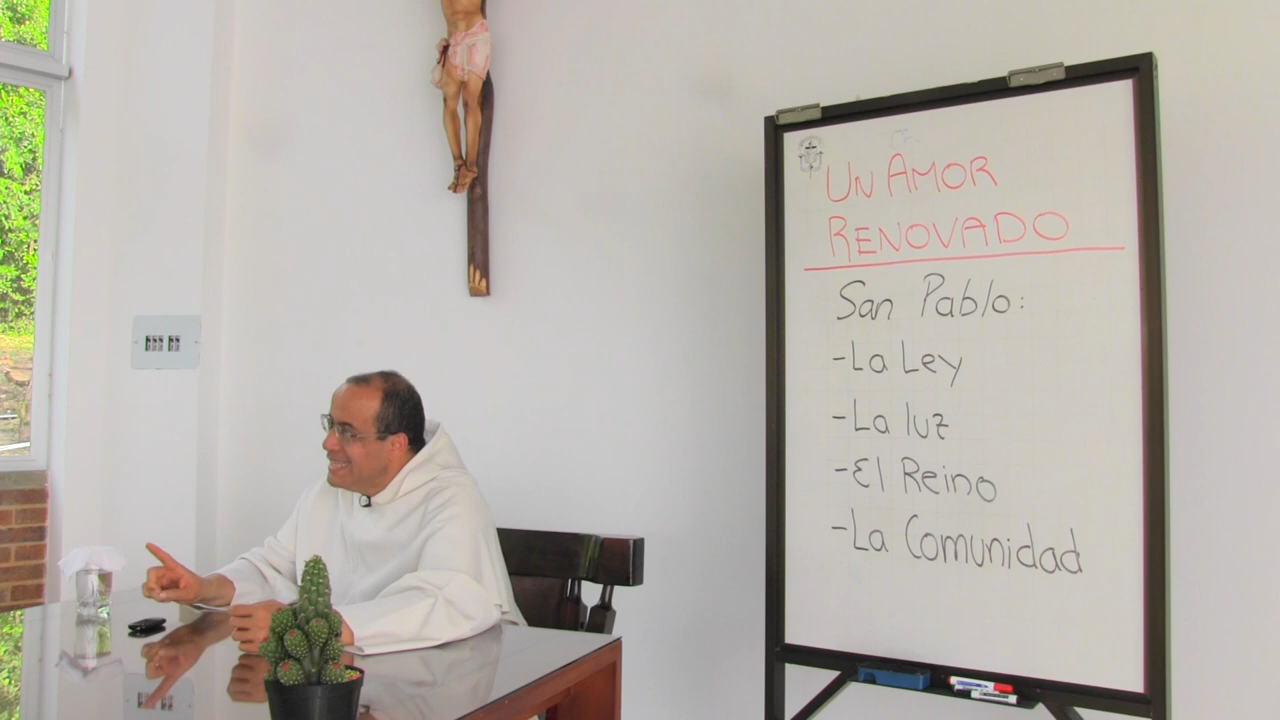 Un Amor
Renovado
San Pablo:
-La Ley
-La luz
-El Reino
-La Comunidad